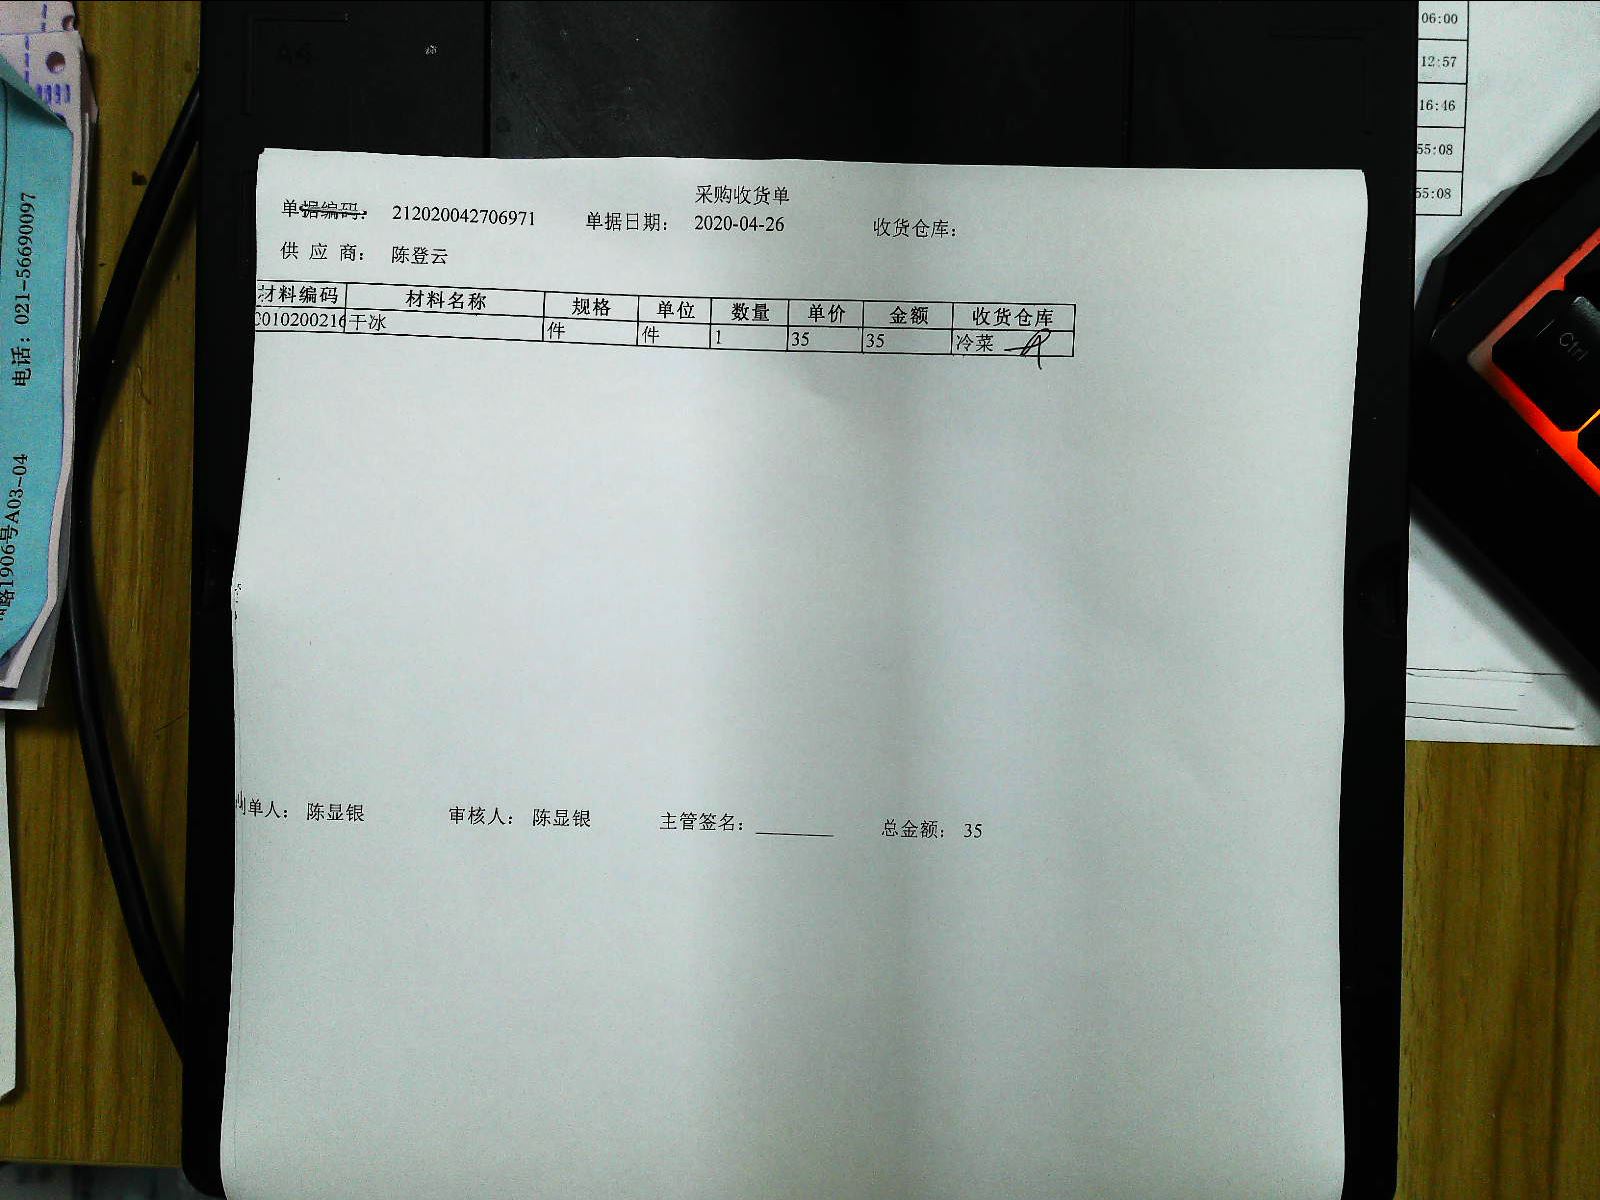 采购收货单
单据编码： 212020042706971 单据日期： 2020-04-26 收货仓库：
供 应 商： 陈登云
材料编码 材料名称 规格 单位 数量 单价 金额 收货仓库
C010200216 干冰 件 件 1 35 35 冷菜
制单人： 陈显银 审核人： 陈显银 主管签名： 总金额： 35
电话：021-56690097
路1906号A03-04
06:00
12:57
16:46
55:08
55:08
Ctrl
A4